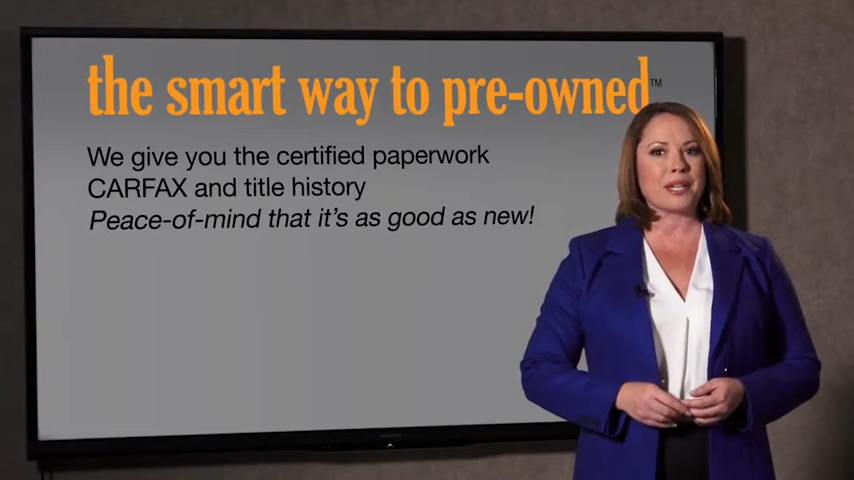 the smart way to pre-owned™
We give you the certified paperwork
CARFAX and title history
Peace-of-mind that it's as good as new!